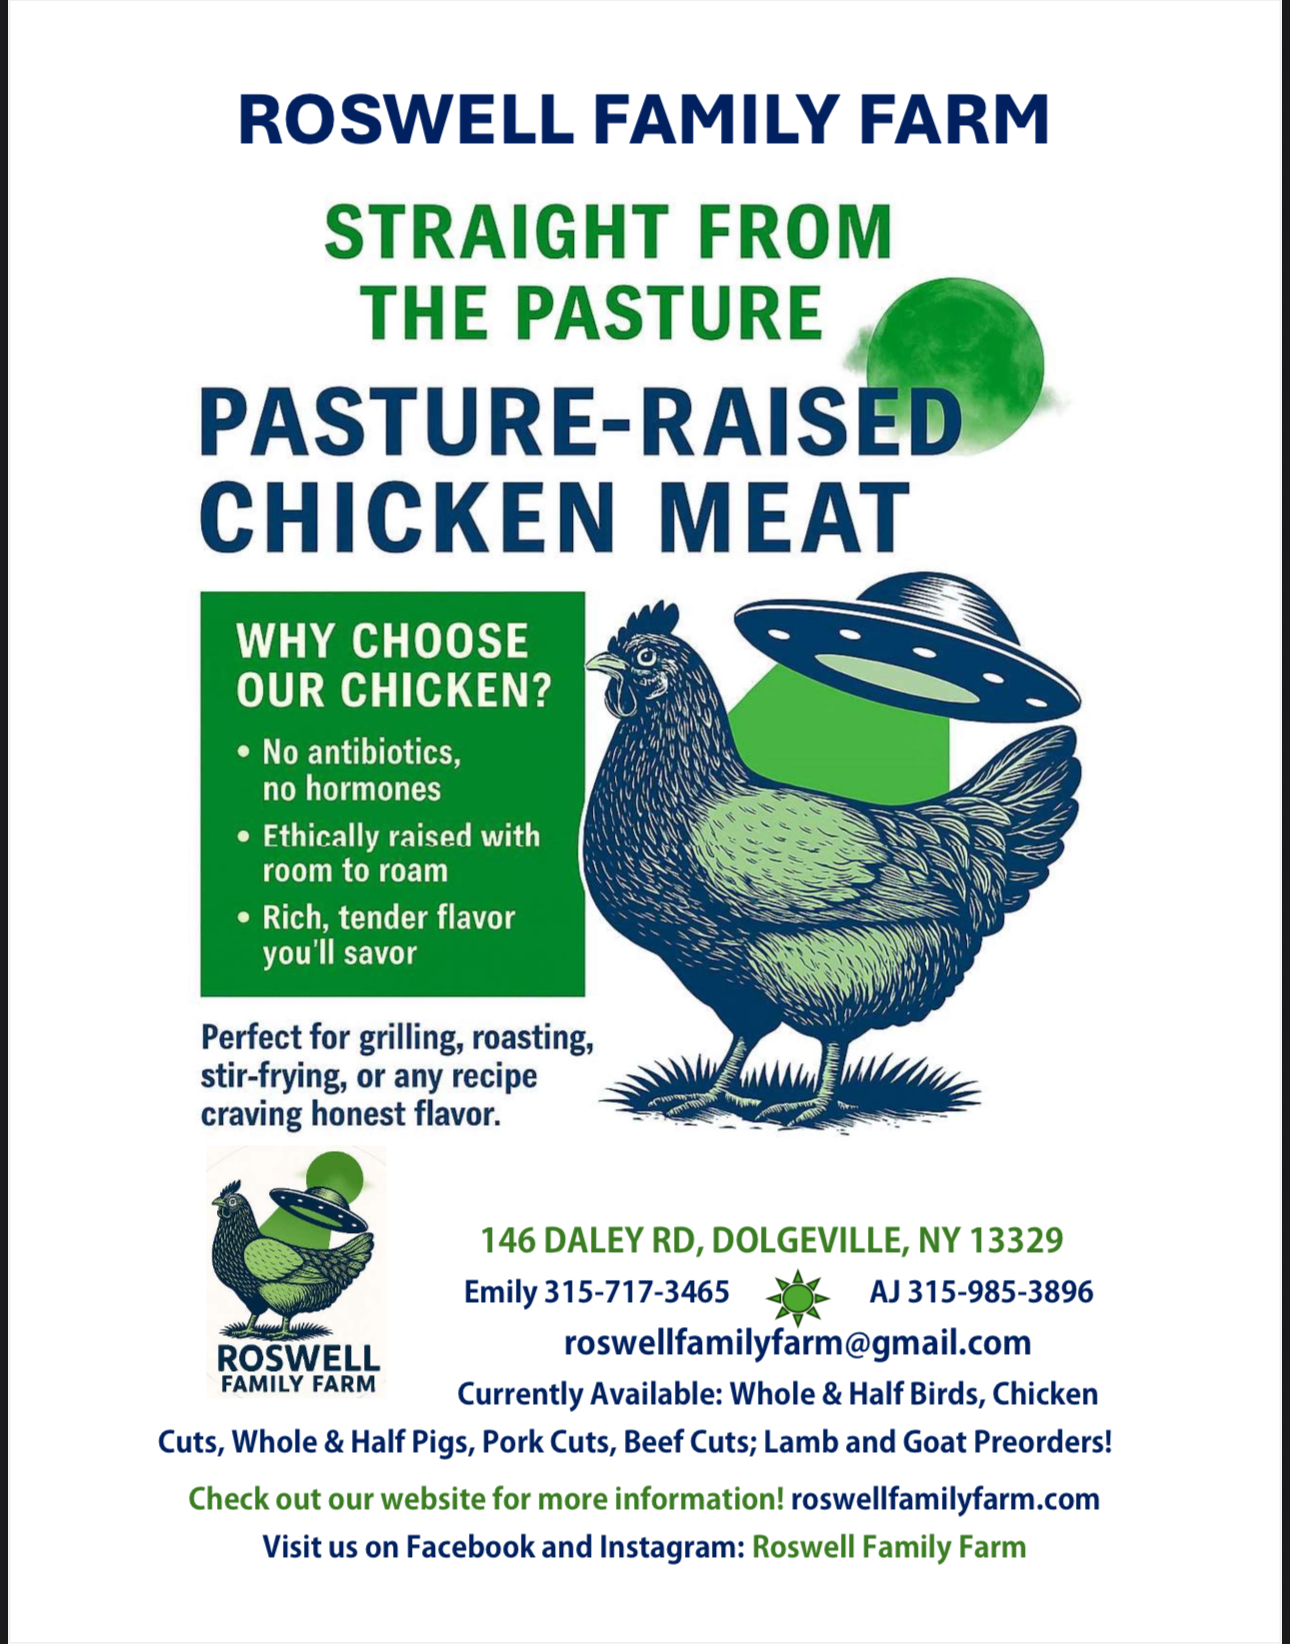 ROSWELL FAMILY FARM
STRAIGHT FROM
THE PASTURE
PASTURE-RAISED
CHICKEN MEAT
WHY CHOOSE
OUR CHICKEN?
• No antibiotics,
no hormones
• Ethically raised with
room to roam
• Rich, tender flavor
you'll savor
Perfect for grilling, roasting,
stir-frying, or any recipe
craving honest flavor.
ROSWELL
FAMILY FARM
146 DALEY RD, DOLGEVILLE, NY 13329
Emily 315-717-3465 AJ 315-985-3896
roswellfamilyfarm@gmail.com
Currently Available: Whole & Half Birds, Chicken
Cuts, Whole & Half Pigs, Pork Cuts, Beef Cuts; Lamb and Goat Preorders!
Check out our website for more information! roswellfamilyfarm.com
Visit us on Facebook and Instagram: Roswell Family Farm